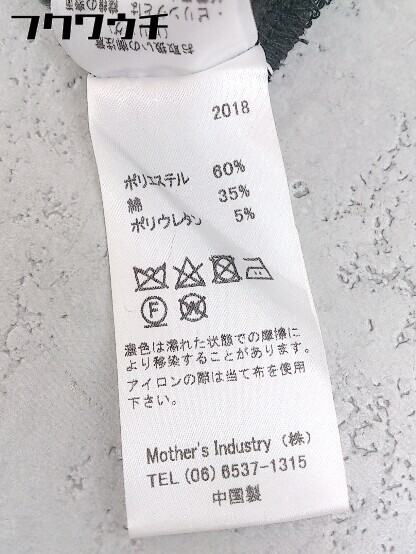 フクワウチ
2018
ポリエステル 60%
綿 35%
ポリウレタン 5%
F W
濃色は濡れた状態での摩擦に
より移染することがあります。
アイロンの際は当て布を使用
下さい。
Mother's Industry (株)
TEL (06) 6537-1315
中国製